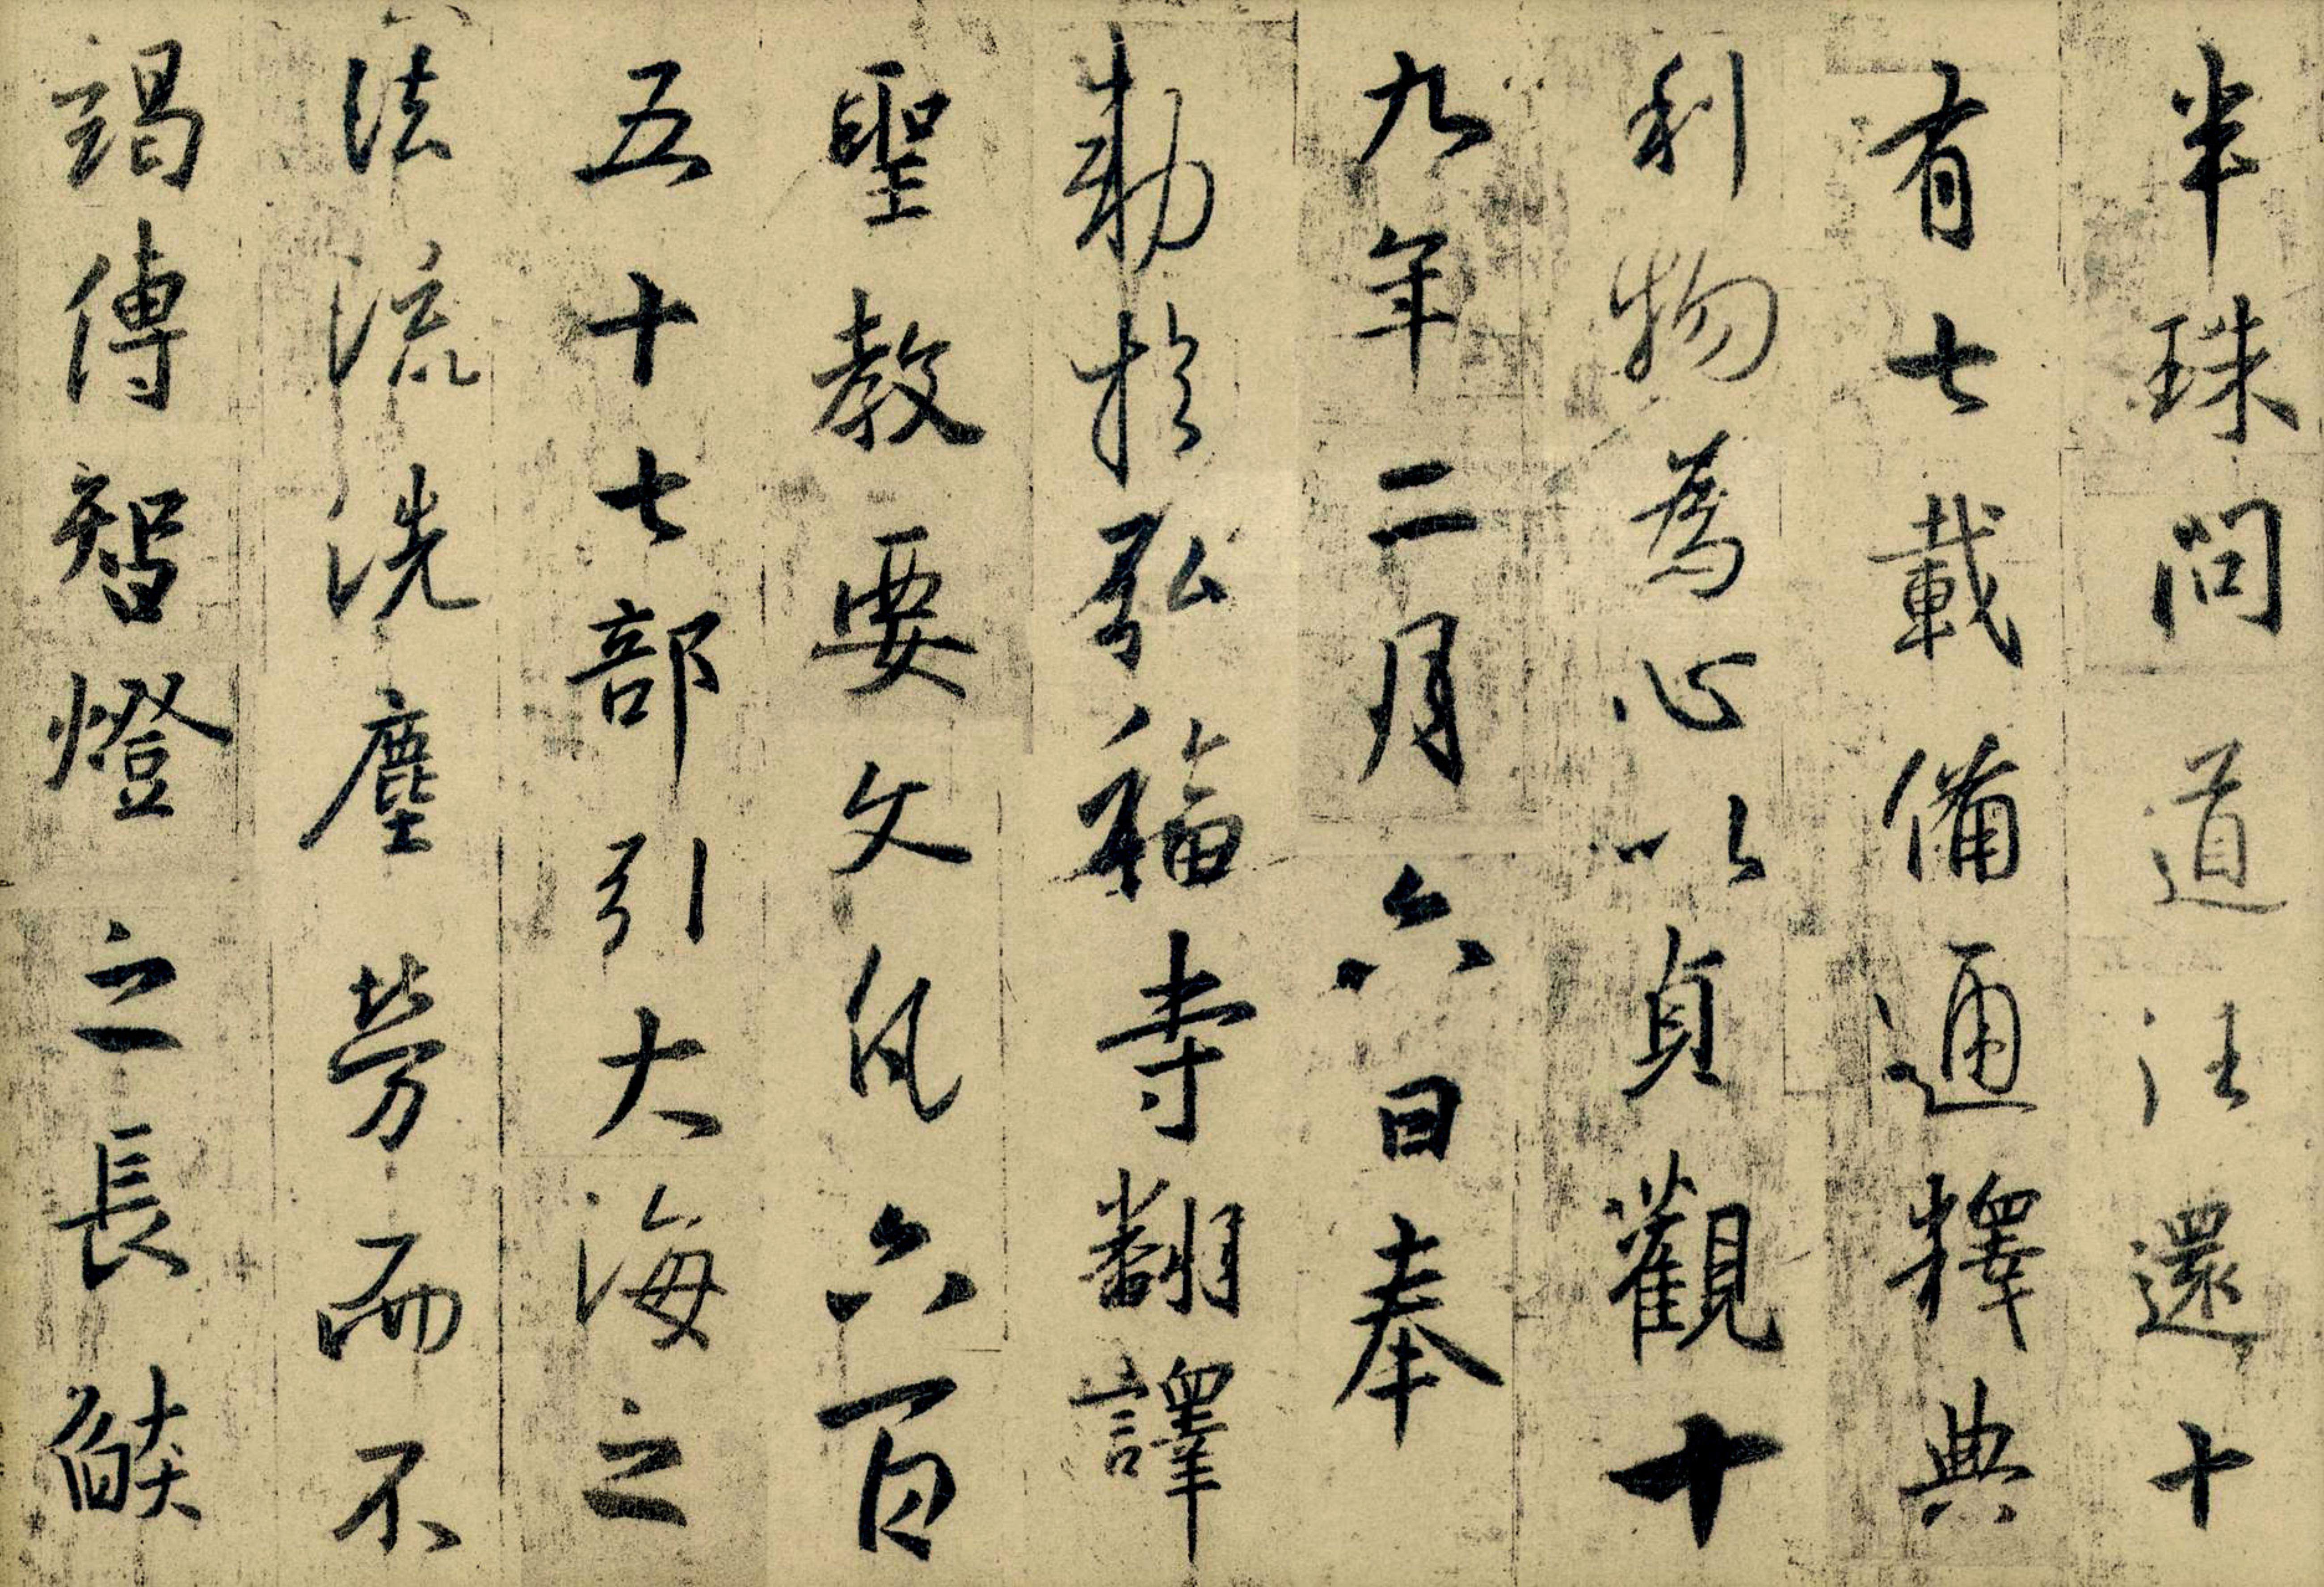 半珠問道往還十
有七載備通釋典
利物為心以貞觀十
九年二月六日奉
勅於弘福寺翻譯
聖教要文凡六百
五十七部引大海之
法流洗塵勞而不
竭傳智燈之長燄